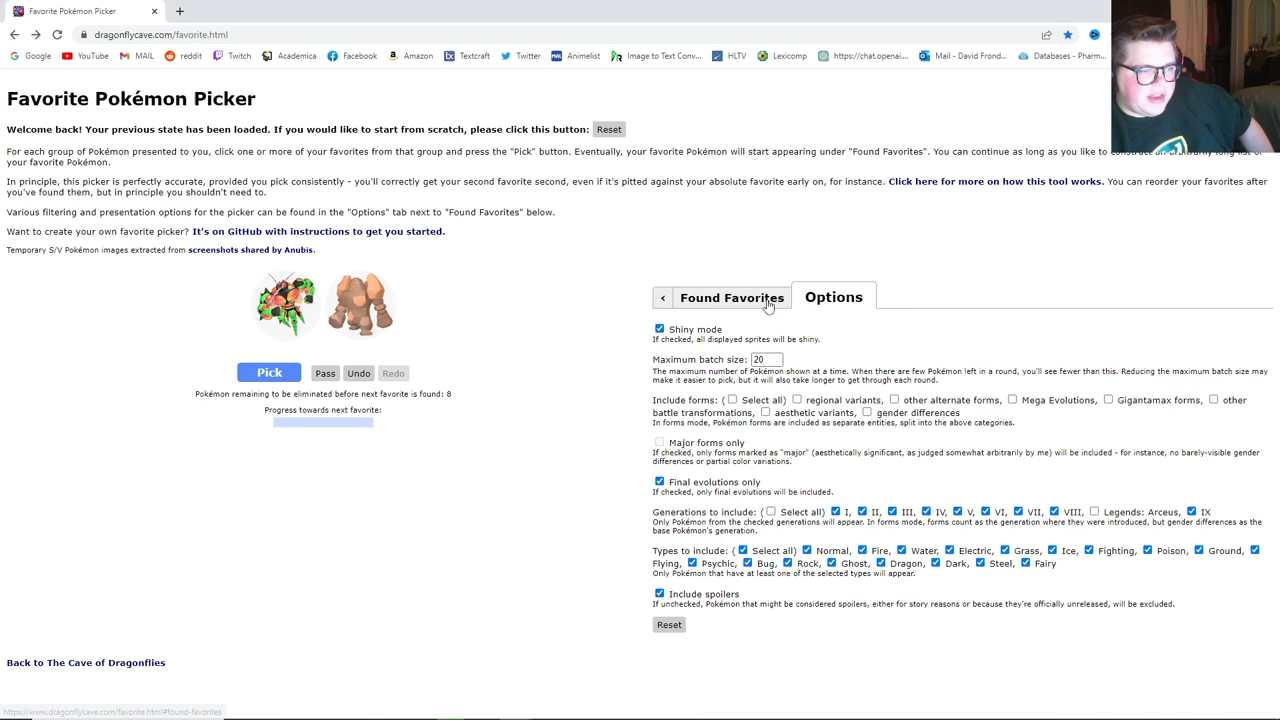 Favorite Pokémon Picker
dragonflycave.com/favorite.html
Google YouTube MAIL reddit Twitch Academica Facebook Amazon Textcraft Twitter Animelist Image to Text Conv... HLTV Lexicomp https://chat.openai... Mail - David Frond... Databases - Pharm...
Favorite Pokémon Picker
Welcome back! Your previous state has been loaded. If you would like to start from scratch, please click this button: Reset
For each group of Pokémon presented to you, click one or more of your favorites from that group and press the "Pick" button. Eventually, your favorite Pokémon will start appearing under "Found Favorites". You can continue as long as you like to
your favorite Pokémon.
In principle, this picker is perfectly accurate, provided you pick consistently - you'll correctly get your second favorite second, even if it's pitted against your absolute favorite early on, for instance. Click here for more on how this tool works. You can reorder your favorites after
you've found them, but in principle you shouldn't need to.
Various filtering and presentation options for the picker can be found in the "Options" tab next to "Found Favorites" below.
Want to create your own favorite picker? It's on GitHub with instructions to get you started.
Temporary S/V Pokémon images extracted from screenshots shared by Anubis.
‹ Found Favorites Options
Shiny mode
If checked, all displayed sprites will be shiny.
Maximum batch size: 20
The maximum number of Pokémon shown at a time. When there are few Pokémon left in a round, you'll see fewer than this. Reducing the maximum batch size may
make it easier to pick, but it will also take longer to get through each round.
Pick Pass Undo Redo
Pokémon remaining to be eliminated before next favorite is found: 8
Progress towards next favorite:
Include forms: ( Select all) regional variants, other alternate forms, Mega Evolutions, Gigantamax forms, other
battle transformations, aesthetic variants, gender differences
In forms mode, Pokémon forms are included as separate entities, split into the above categories.
Major forms only
If checked, only forms marked as "major" (aesthetically significant, as judged somewhat arbitrarily by me) will be included - for instance, no barely-visible gender
differences or partial color variations.
Final evolutions only
If checked, only final evolutions will be included.
Generations to include: ( Select all) I, II, III, IV, V, VI, VII, VIII, Legends: Arceus, IX
Only Pokémon from the checked generations will appear. In forms mode, forms count as the generation where they were introduced, but gender differences as the
base Pokémon's generation.
Types to include: ( Select all) Normal, Fire, Water, Electric, Grass, Ice, Fighting, Poison, Ground,
Flying, Psychic, Bug, Rock, Ghost, Dragon, Dark, Steel, Fairy
Only Pokémon that have at least one of the selected types will appear.
Include spoilers
If unchecked, Pokémon that might be considered spoilers, either for story reasons or because they're officially unreleased, will be excluded.
Reset
Back to The Cave of Dragonflies
https://www.dragonflycave.com/favorite.html#found-favorites